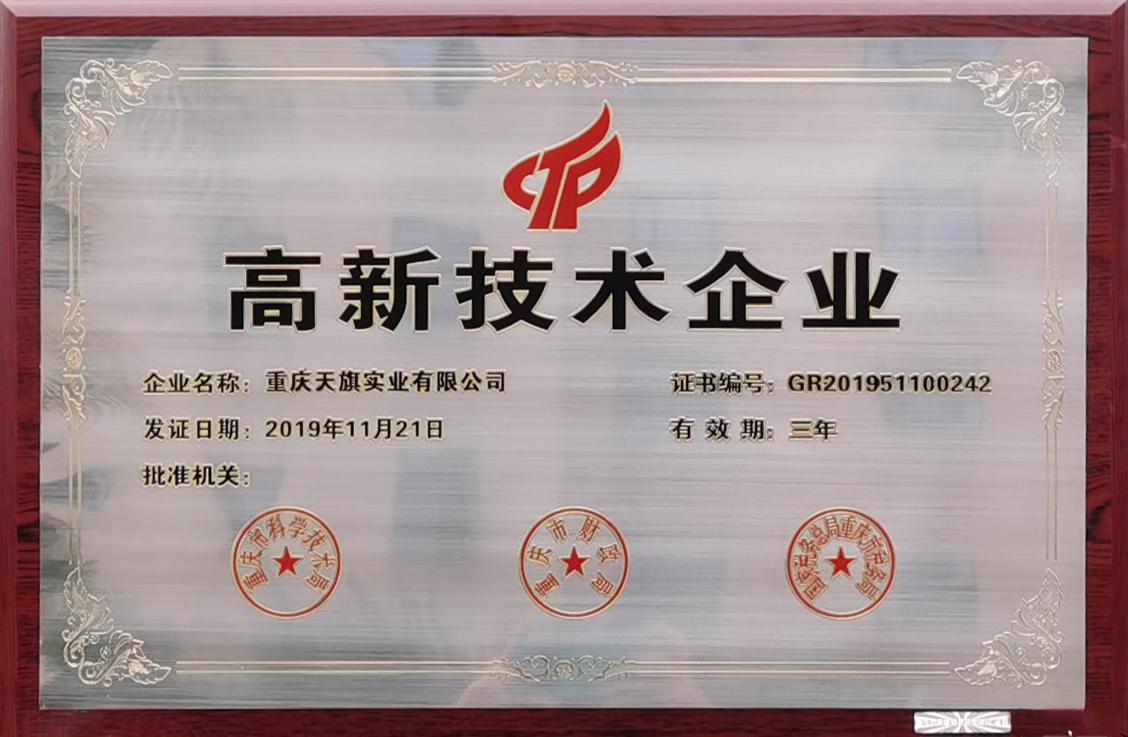 CTP
高新技术企业
企业名称：重庆天旗实业有限公司
证书编号：GR201951100242
发证日期：2019年11月21日
有效期：三年
批准机关：
重庆市科学技术局
重庆市财政局
国家税务总局重庆市税务局